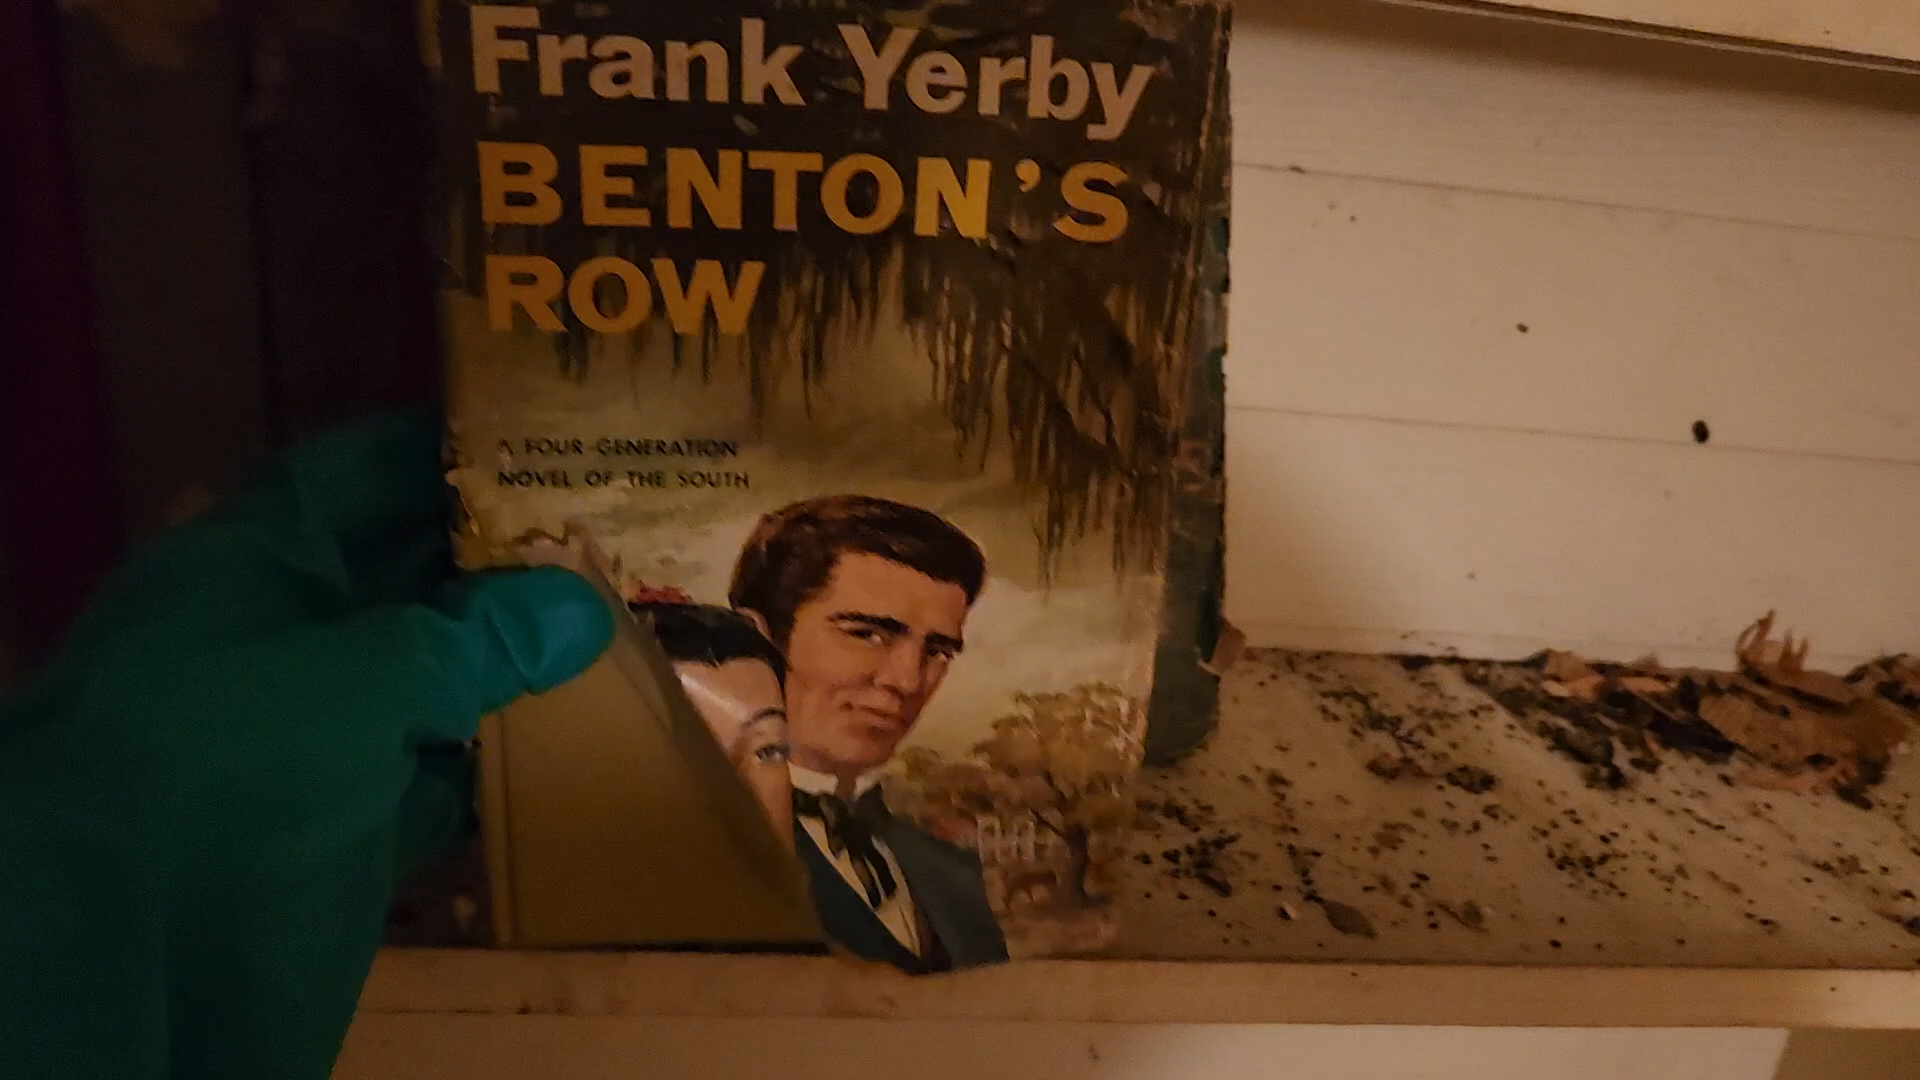 Frank Yerby
BENTON'S
ROW
A FOUR-GENERATION
NOVEL OF THE SOUTH